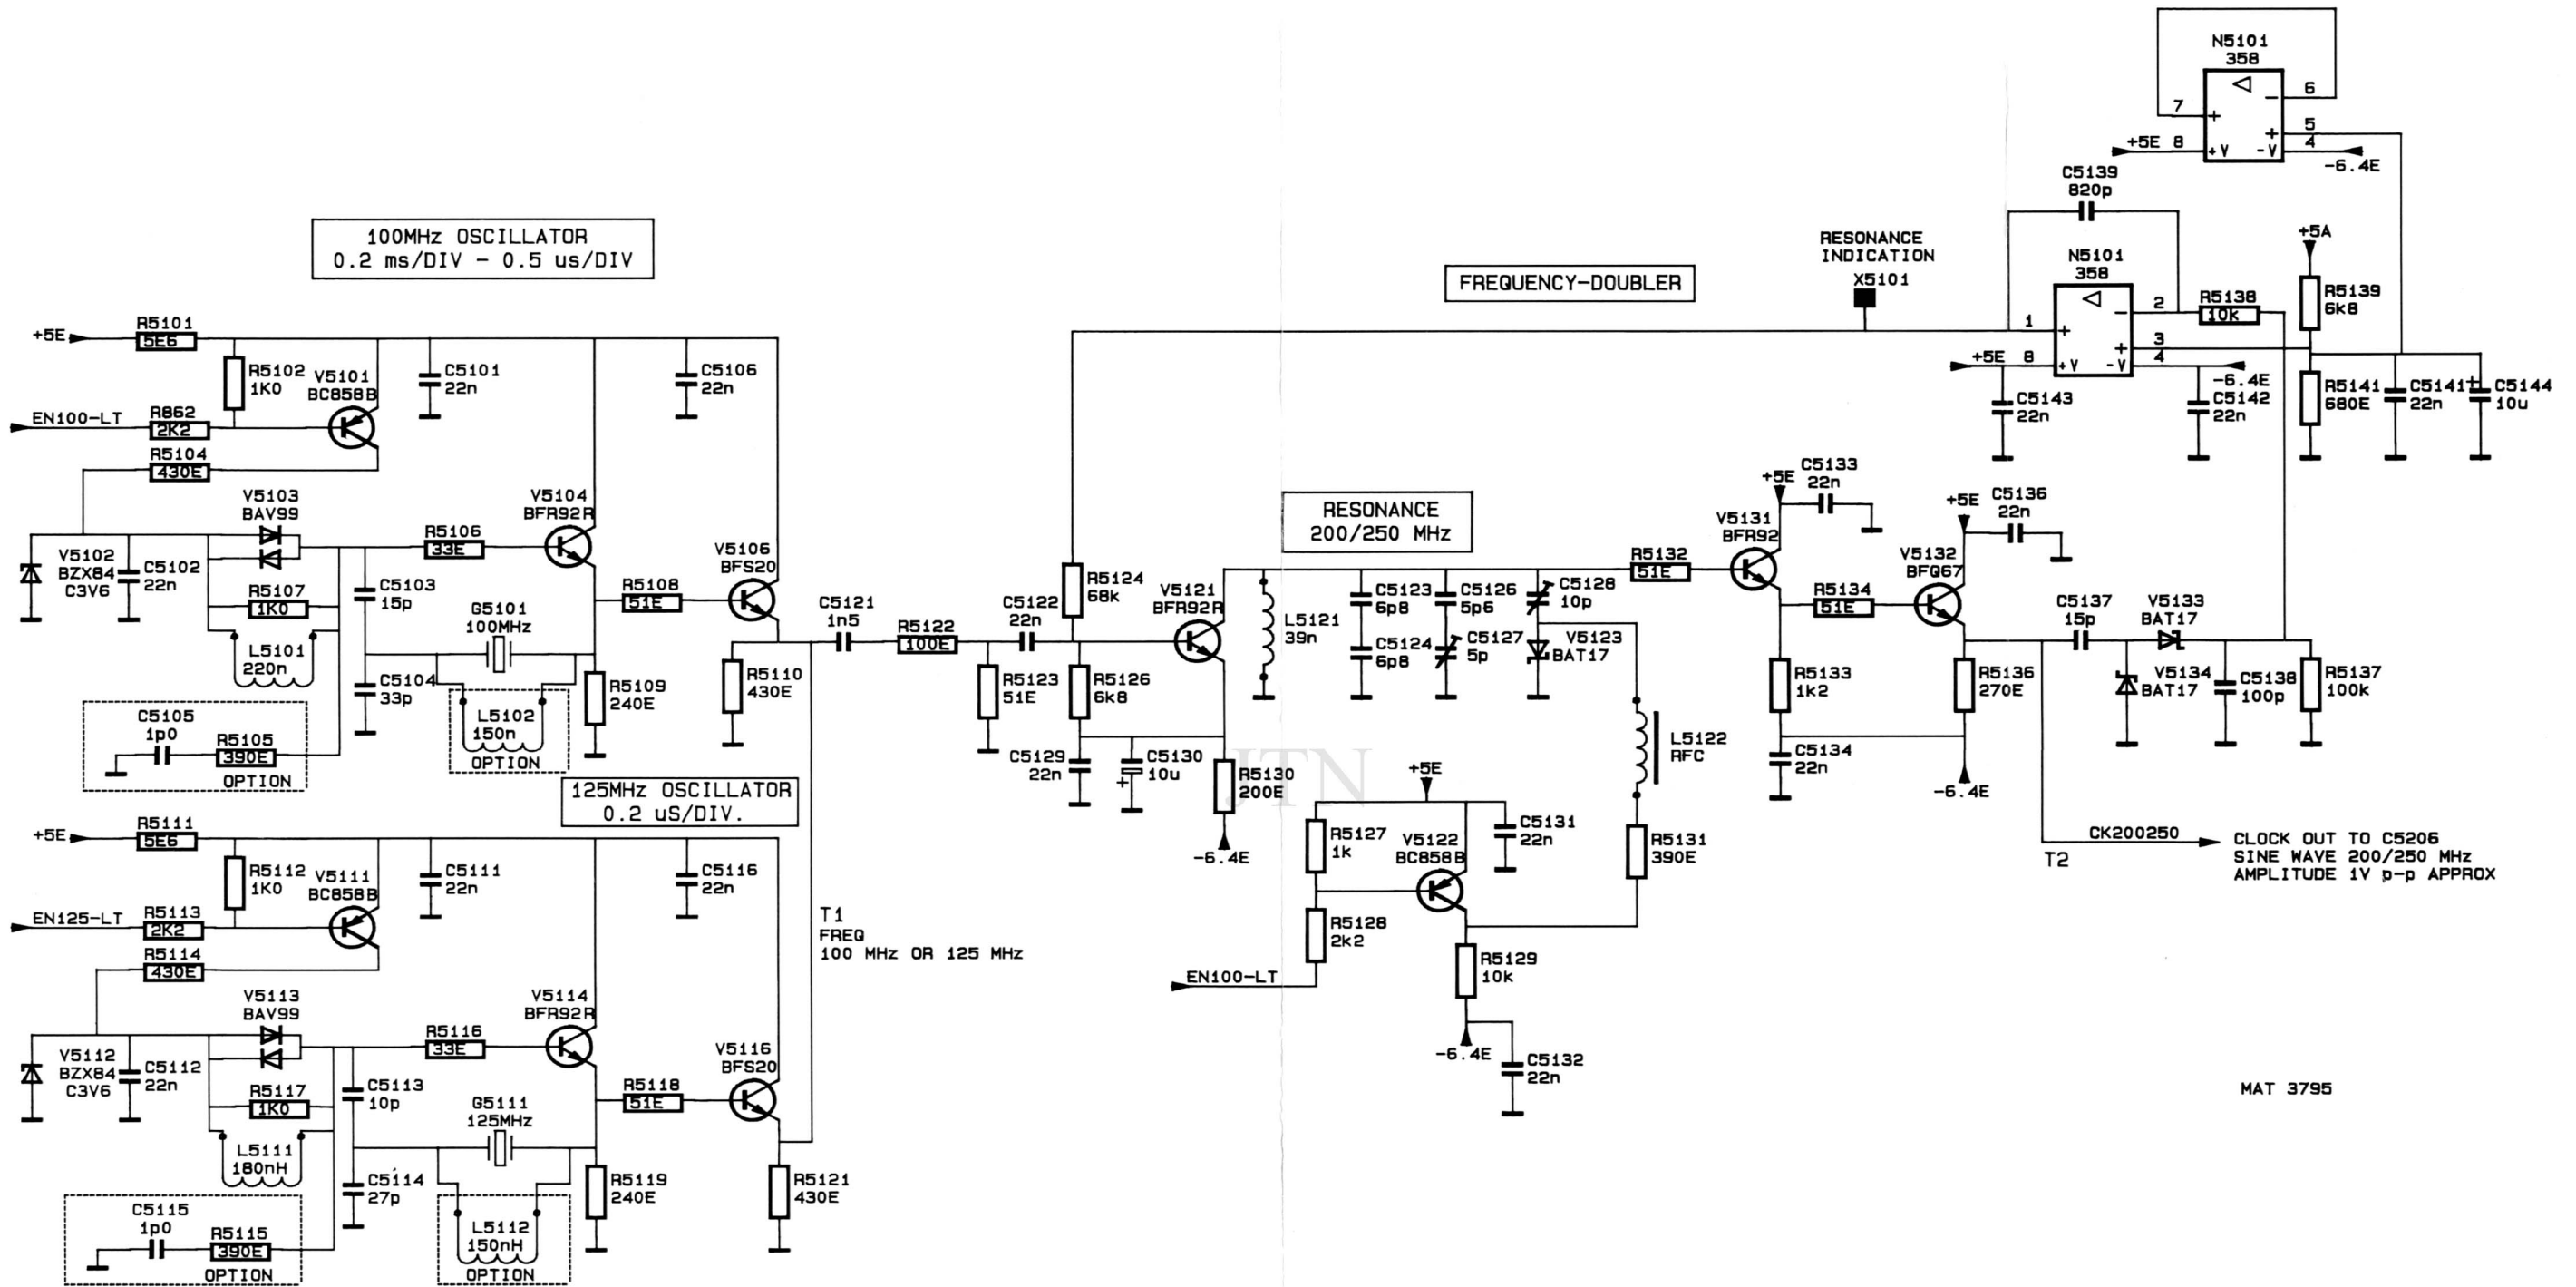 100MHz OSCILLATOR
0.2 ms/DIV - 0.5 us/DIV
+5E
R5101
5E6
R5102
1K0
V5101
BC858B
C5101
22n
C5106
22n
EN100-LT
R862
2K2
R5104
430E
V5103
BAV99
V5102
BZX84
C3V6
C5102
22n
R5107
1K0
L5101
220n
C5103
15p
C5104
33p
R5106
33E
V5104
BFR92R
G5101
100MHz
L5102
150n
OPTION
R5108
51E
R5109
240E
V5106
BFS20
R5110
430E
C5105
1p0
R5105
390E
OPTION
125MHz OSCILLATOR
0.2 uS/DIV.
+5E
R5111
5E6
R5112
1K0
V5111
BC858B
C5111
22n
C5116
22n
EN125-LT
R5113
2K2
R5114
430E
V5113
BAV99
V5112
BZX84
C3V6
C5112
22n
R5117
1K0
L5111
180nH
C5113
10p
C5114
27p
R5116
33E
V5114
BFR92R
G5111
125MHz
L5112
150nH
OPTION
R5118
51E
R5119
240E
V5116
BFS20
R5121
430E
C5115
1p0
R5115
390E
OPTION
T1
FREQ
100 MHz OR 125 MHz
C5121
1n5
R5122
100E
R5123
51E
C5122
22n
R5124
68k
R5126
6k8
C5129
22n
C5130
10u
+
V5121
BFR92R
R5130
200E
-6.4E
JTN
FREQUENCY-DOUBLER
RESONANCE
200/250 MHz
L5121
39n
C5123
6p8
C5124
6p8
C5126
5p6
C5127
5p
C5128
10p
V5123
BAT17
L5122
RFC
R5131
390E
+5E
R5127
1k
V5122
BC858B
C5131
22n
R5128
2k2
EN100-LT
R5129
10k
-6.4E
C5132
22n
R5132
51E
V5131
BFR92
+5E
C5133
22n
R5134
51E
R5133
1k2
C5134
22n
V5132
BFQ67
+5E
C5136
22n
R5136
270E
-6.4E
C5137
15p
V5133
BAT17
V5134
BAT17
C5138
100p
R5137
100k
CK200250
T2
CLOCK OUT TO C5206
SINE WAVE 200/250 MHz
AMPLITUDE 1V p-p APPROX
RESONANCE
INDICATION
X5101
N5101
358
7
+
-
6
+
5
+5E 8
+V
-V
4
-6.4E
C5139
820p
N5101
358
1
+
-
2
+
3
+5E 8
+V
-V
4
-6.4E
R5138
10k
C5143
22n
C5142
22n
+5A
R5139
6k8
R5141
680E
C5141
22n
+
C5144
10u
MAT 3795